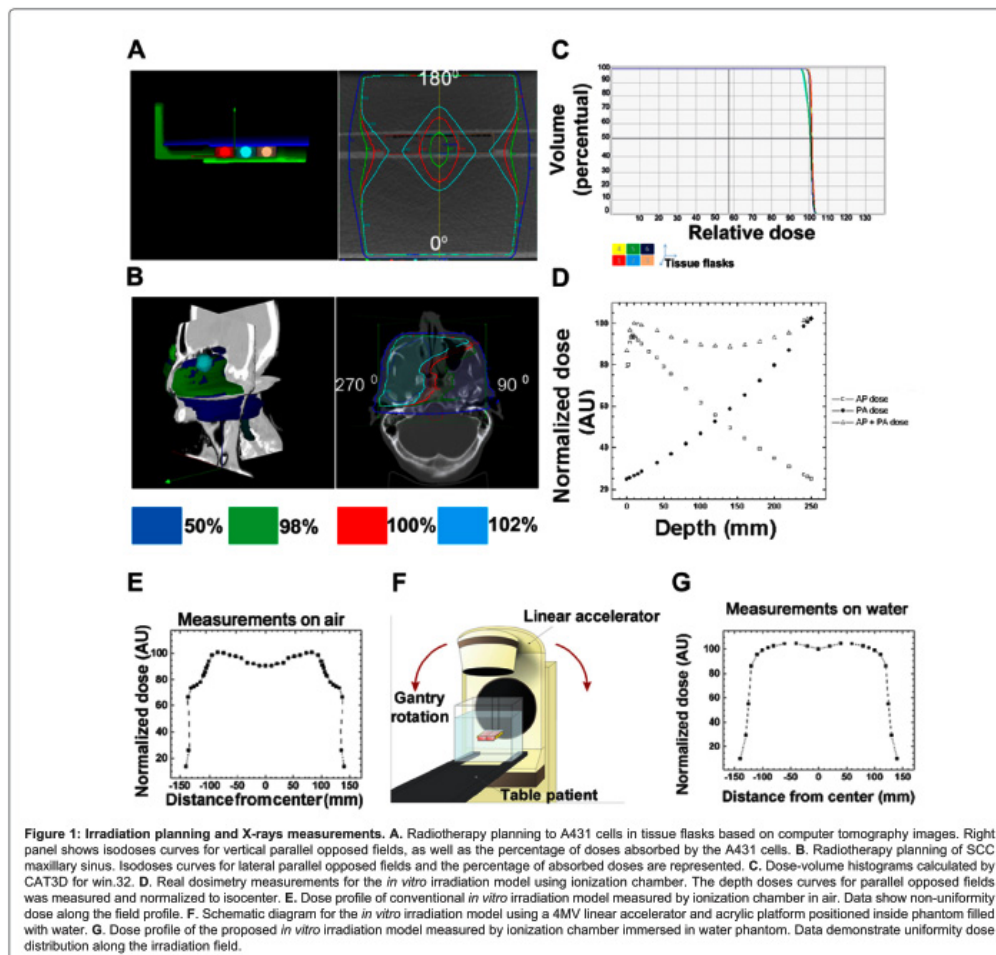 A
180⁰
0⁰
C
Volume
(percentual)
100
90
80
70
60
50
40
30
20
10
0
10 20 30 40 50 60 70 80 90 100 110 120 130
Relative dose
4 5 6
Tissue flasks
B
270 ⁰
90 ⁰
50% 98% 100% 102%
D
Normalized dose
(AU)
100
80
60
40
20
AP dose
PA dose
AP + PA dose
0 50 100 150 200 250
Depth (mm)
E
Measurements on air
Normalized dose (AU)
100
80
60
40
20
-150 -100 -50 0 50 100 150
Distance from center (mm)
F
Linear accelerator
Gantry
rotation
Table patient
G
Measurements on water
Normalized dose (AU)
100
80
60
40
20
-150 -100 -50 0 50 100 150
Distance from center (mm)
Figure 1: Irradiation planning and X-rays measurements. A. Radiotherapy planning to A431 cells in tissue flasks based on computer tomography images. Right
panel shows isodoses curves for vertical parallel opposed fields, as well as the percentage of doses absorbed by the A431 cells. B. Radiotherapy planning of SCC
maxillary sinus. Isodoses curves for lateral parallel opposed fields and the percentage of absorbed doses are represented. C. Dose-volume histograms calculated by
CAT3D for win.32. D. Real dosimetry measurements for the in vitro irradiation model using ionization chamber. The depth doses curves for parallel opposed fields
was measured and normalized to isocenter. E. Dose profile of conventional in vitro irradiation model measured by ionization chamber in air. Data show non-uniformity
dose along the field profile. F. Schematic diagram for the in vitro irradiation model using a 4MV linear accelerator and acrylic platform positioned inside phantom filled
with water. G. Dose profile of the proposed in vitro irradiation model measured by ionization chamber immersed in water phantom. Data demonstrate uniformity dose
distribution along the irradiation field.